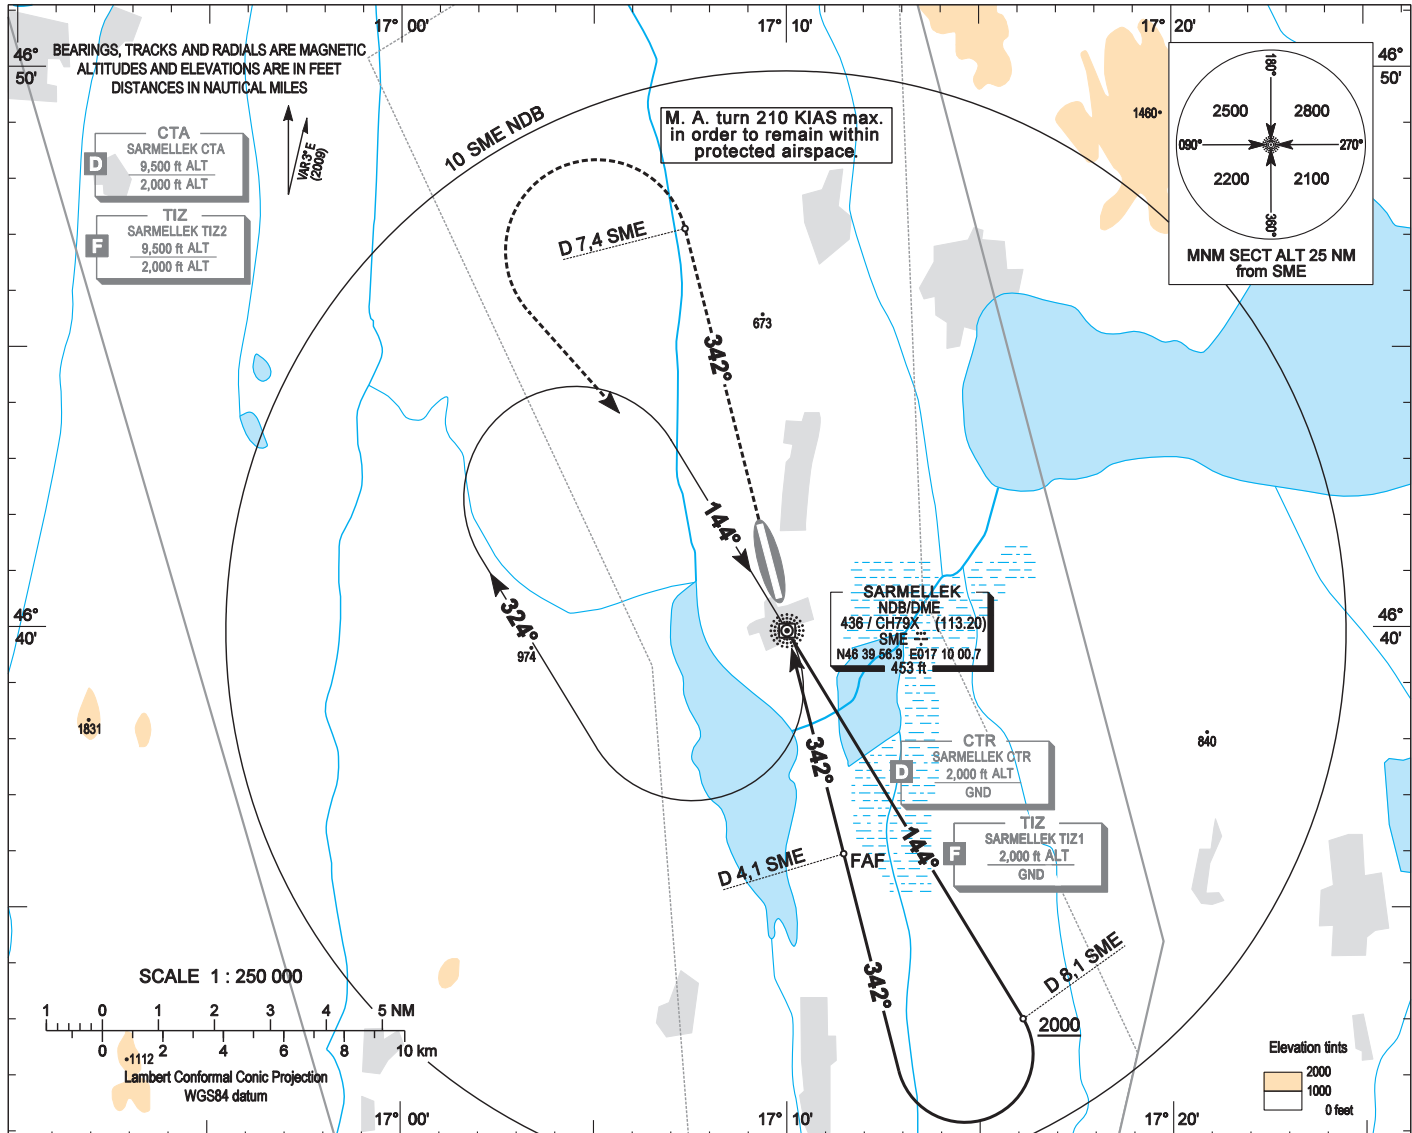 17° 00'
17° 10'
17° 20'
46°
50'
46°
50'
BEARINGS, TRACKS AND RADIALS ARE MAGNETIC
ALTITUDES AND ELEVATIONS ARE IN FEET
DISTANCES IN NAUTICAL MILES
VAR3° E
(2009)
CTA
SARMELLEK CTA
D
9,500 ft ALT
2,000 ft ALT
TIZ
SARMELLEK TIZ2
F
9,500 ft ALT
2,000 ft ALT
10 SME NDB
M. A. turn 210 KIAS max.
in order to remain within
protected airspace.
1460
180°
2500
2800
090°
270°
2200
2100
360°
MNM SECT ALT 25 NM
from SME
D 7,4 SME
673
342°
144°
324°
974
SARMELLEK
NDB/DME
436 / CH79X (113.20)
SME
N46 39 56.9 E017 10 00.7
453 ft
46°
40'
46°
40'
1831
840
342°
CTR
SARMELLEK CTR
D
2,000 ft ALT
GND
TIZ
SARMELLEK TIZ1
F
2,000 ft ALT
GND
144°
D 4,1 SME
FAF
342°
D 8,1 SME
2000
SCALE 1 : 250 000
1 0 1 2 3 4 5 NM
0 2 4 6 8 10 km
1112
Lambert Conformal Conic Projection
WGS84 datum
Elevation tints
2000
1000
0 feet
17° 00'
17° 10'
17° 20'